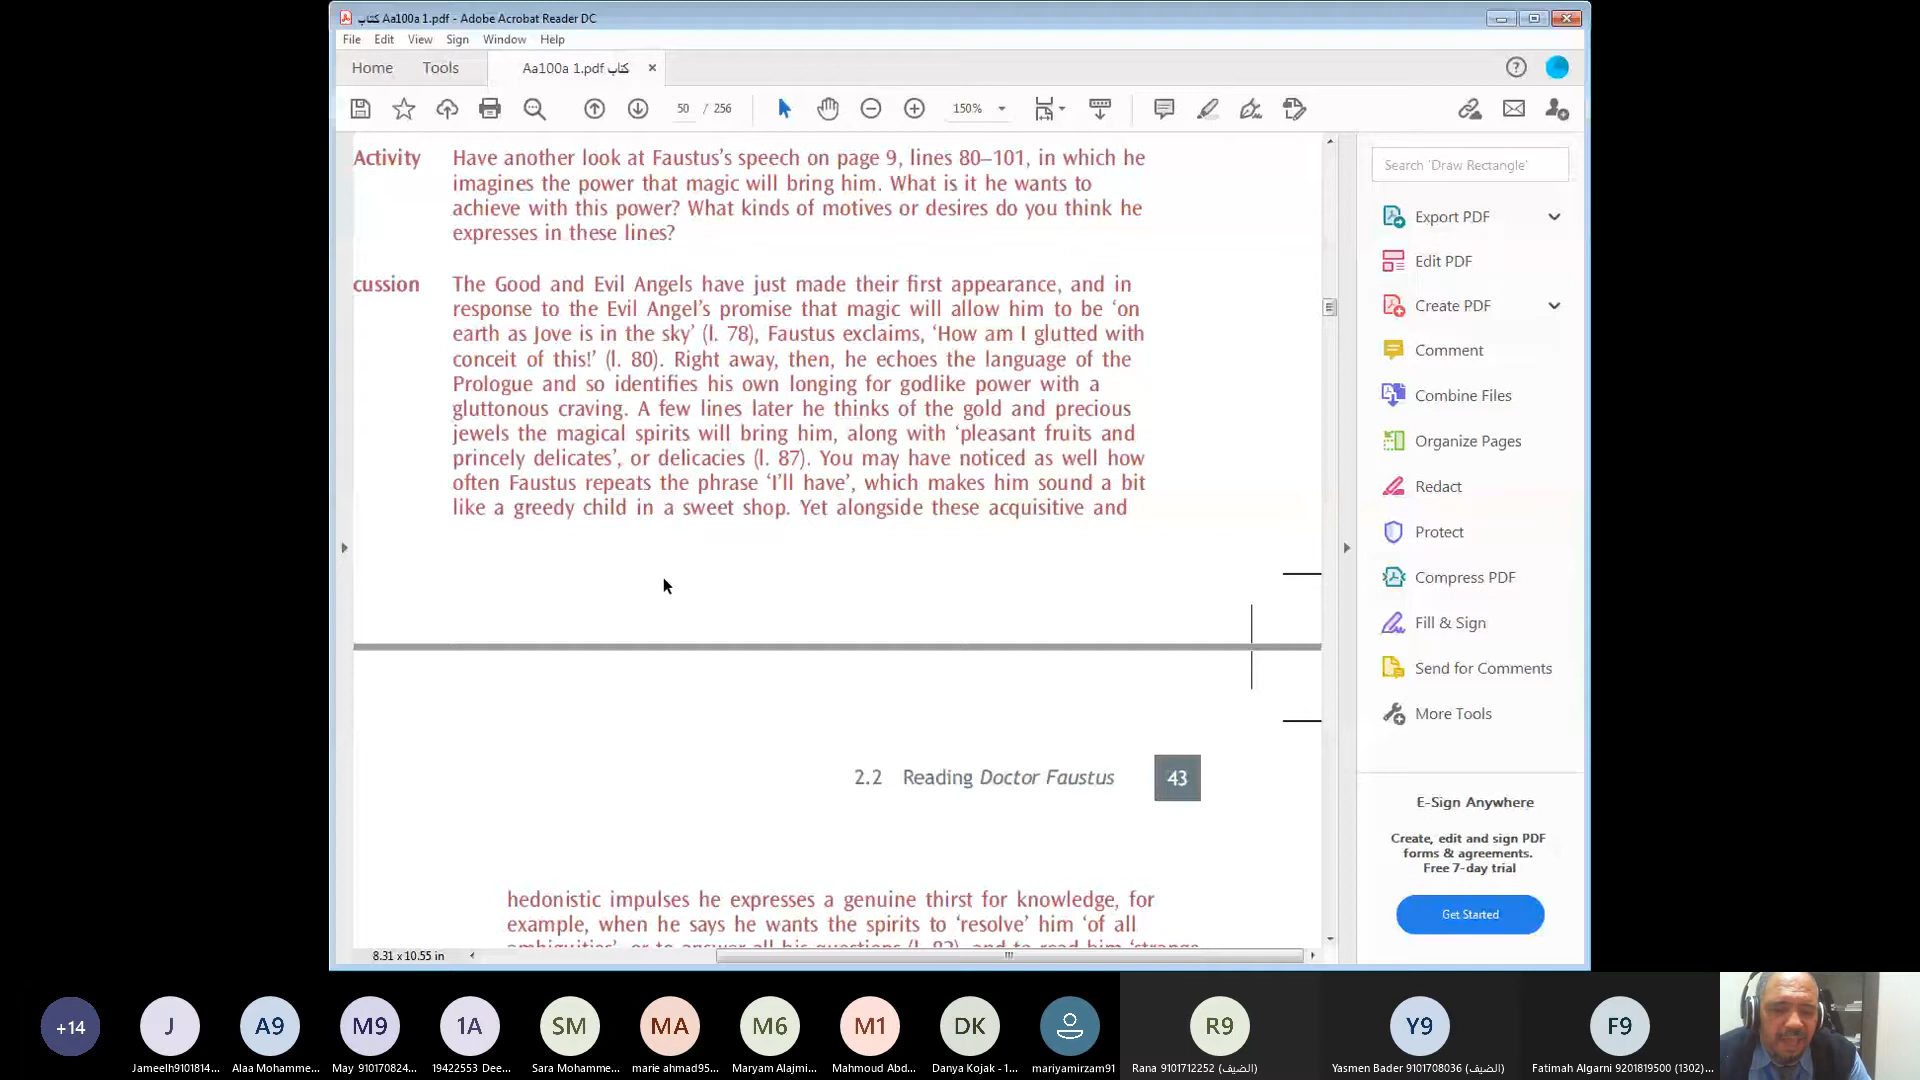 كتاب Aa100a 1.pdf - Adobe Acrobat Reader DC
File Edit View Sign Window Help
Home Tools كتاب Aa100a 1.pdf
50 / 256 150%
Search 'Draw Rectangle'
Activity Have another look at Faustus's speech on page 9, lines 80–101, in which he
imagines the power that magic will bring him. What is it he wants to
achieve with this power? What kinds of motives or desires do you think he
expresses in these lines?
cussion The Good and Evil Angels have just made their first appearance, and in
response to the Evil Angel's promise that magic will allow him to be 'on
earth as Jove is in the sky' (l. 78), Faustus exclaims, 'How am I glutted with
conceit of this!' (l. 80). Right away, then, he echoes the language of the
Prologue and so identifies his own longing for godlike power with a
gluttonous craving. A few lines later he thinks of the gold and precious
jewels the magical spirits will bring him, along with 'pleasant fruits and
princely delicates', or delicacies (l. 87). You may have noticed as well how
often Faustus repeats the phrase 'I'll have', which makes him sound a bit
like a greedy child in a sweet shop. Yet alongside these acquisitive and
2.2 Reading Doctor Faustus 43
hedonistic impulses he expresses a genuine thirst for knowledge, for
example, when he says he wants the spirits to 'resolve' him 'of all
ambiguities', or to answer all his questions (l. 82), and to read him 'strange
8.31 x 10.55 in
Export PDF
Edit PDF
Create PDF
Comment
Combine Files
Organize Pages
Redact
Protect
Compress PDF
Fill & Sign
Send for Comments
More Tools
E-Sign Anywhere
Create, edit and sign PDF
forms & agreements.
Free 7-day trial
Get Started
+14 J A9 M9 1A SM MA M6 M1 DK R9 Y9 F9
Jameelh9101814... Alaa Mohamme... May 910170824... 19422553 Dee... Sara Mohamme... marie ahmad95... Maryam Alajmi... Mahmoud Abd... Danya Kojak - 1... mariyamirzam91 Rana 9101712252 (الضيف) Yasmen Bader 9101708036 (الضيف) Fatimah Algarni 9201819500 (1302)...